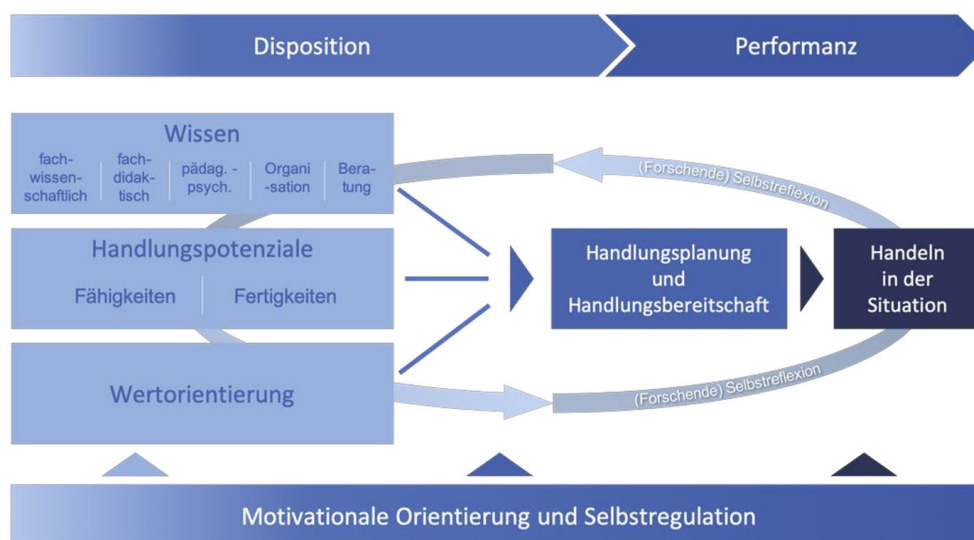 Disposition
Performanz
Wissen
fach-
wissen-
schaftlich
fach-
didak-
tisch
pädag. -
psych.
Organi
-sation
Bera-
tung
(Forschende) Selbstreflexion
Handlungspotenziale
Fähigkeiten
Fertigkeiten
Handlungsplanung
und
Handlungsbereitschaft
Handeln
in der
Situation
Wertorientierung
(Forschende) Selbstreflexion
Motivationale Orientierung und Selbstregulation